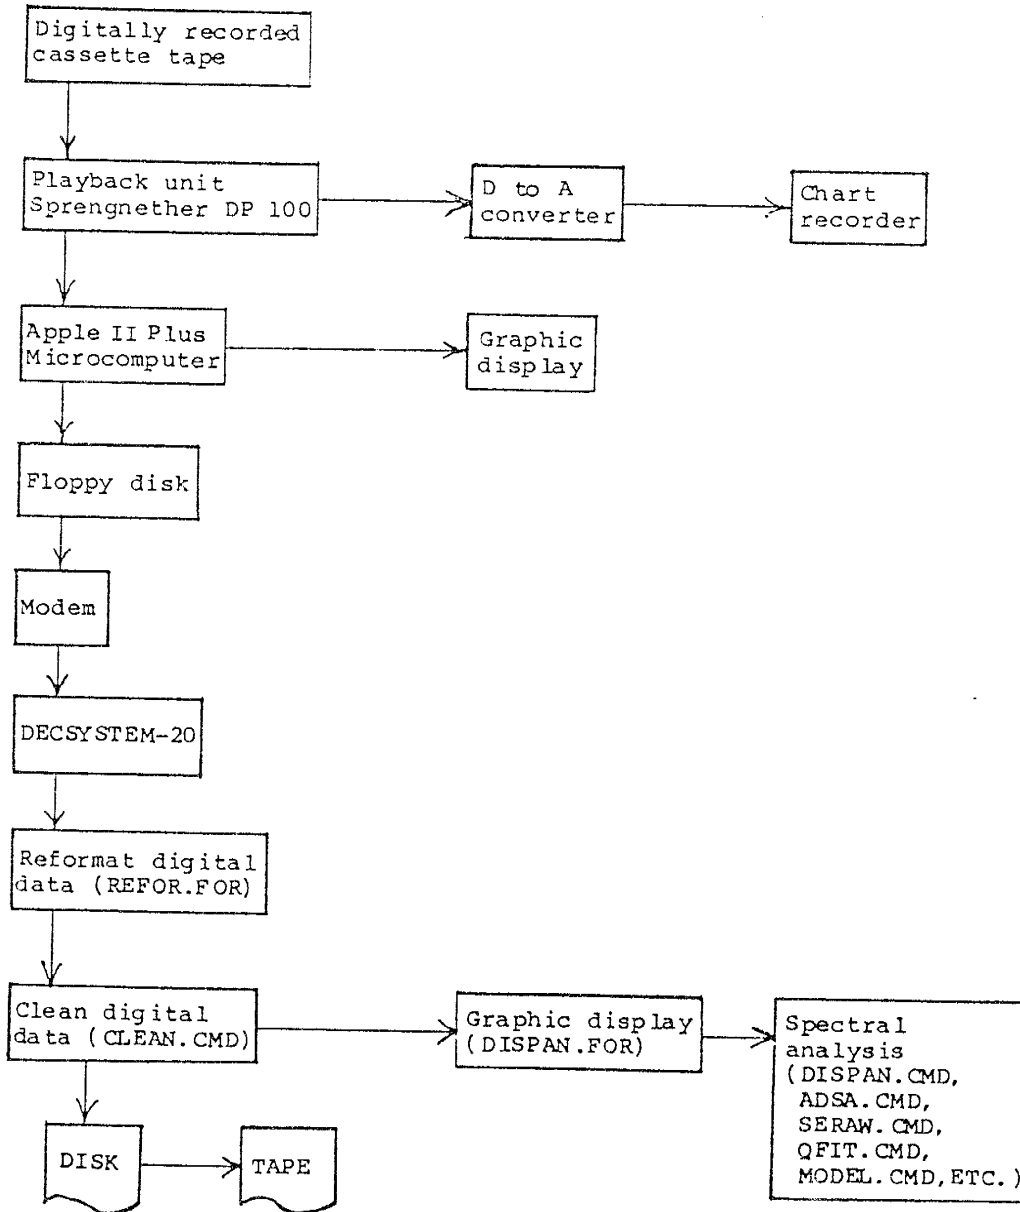 Digitally recorded
cassette tape
Playback unit
Sprengnether DP 100
D to A
converter
Chart
recorder
Apple II Plus
Microcomputer
Graphic
display
Floppy disk
Modem
DECSYSTEM-20
Reformat digital
data (REFOR.FOR)
Clean digital
data (CLEAN.CMD)
Graphic display
(DISPAN.FOR)
Spectral
analysis
(DISPAN.CMD,
ADSA.CMD,
SERAW.CMD,
QFIT.CMD,
MODEL.CMD,ETC.)
DISK
TAPE